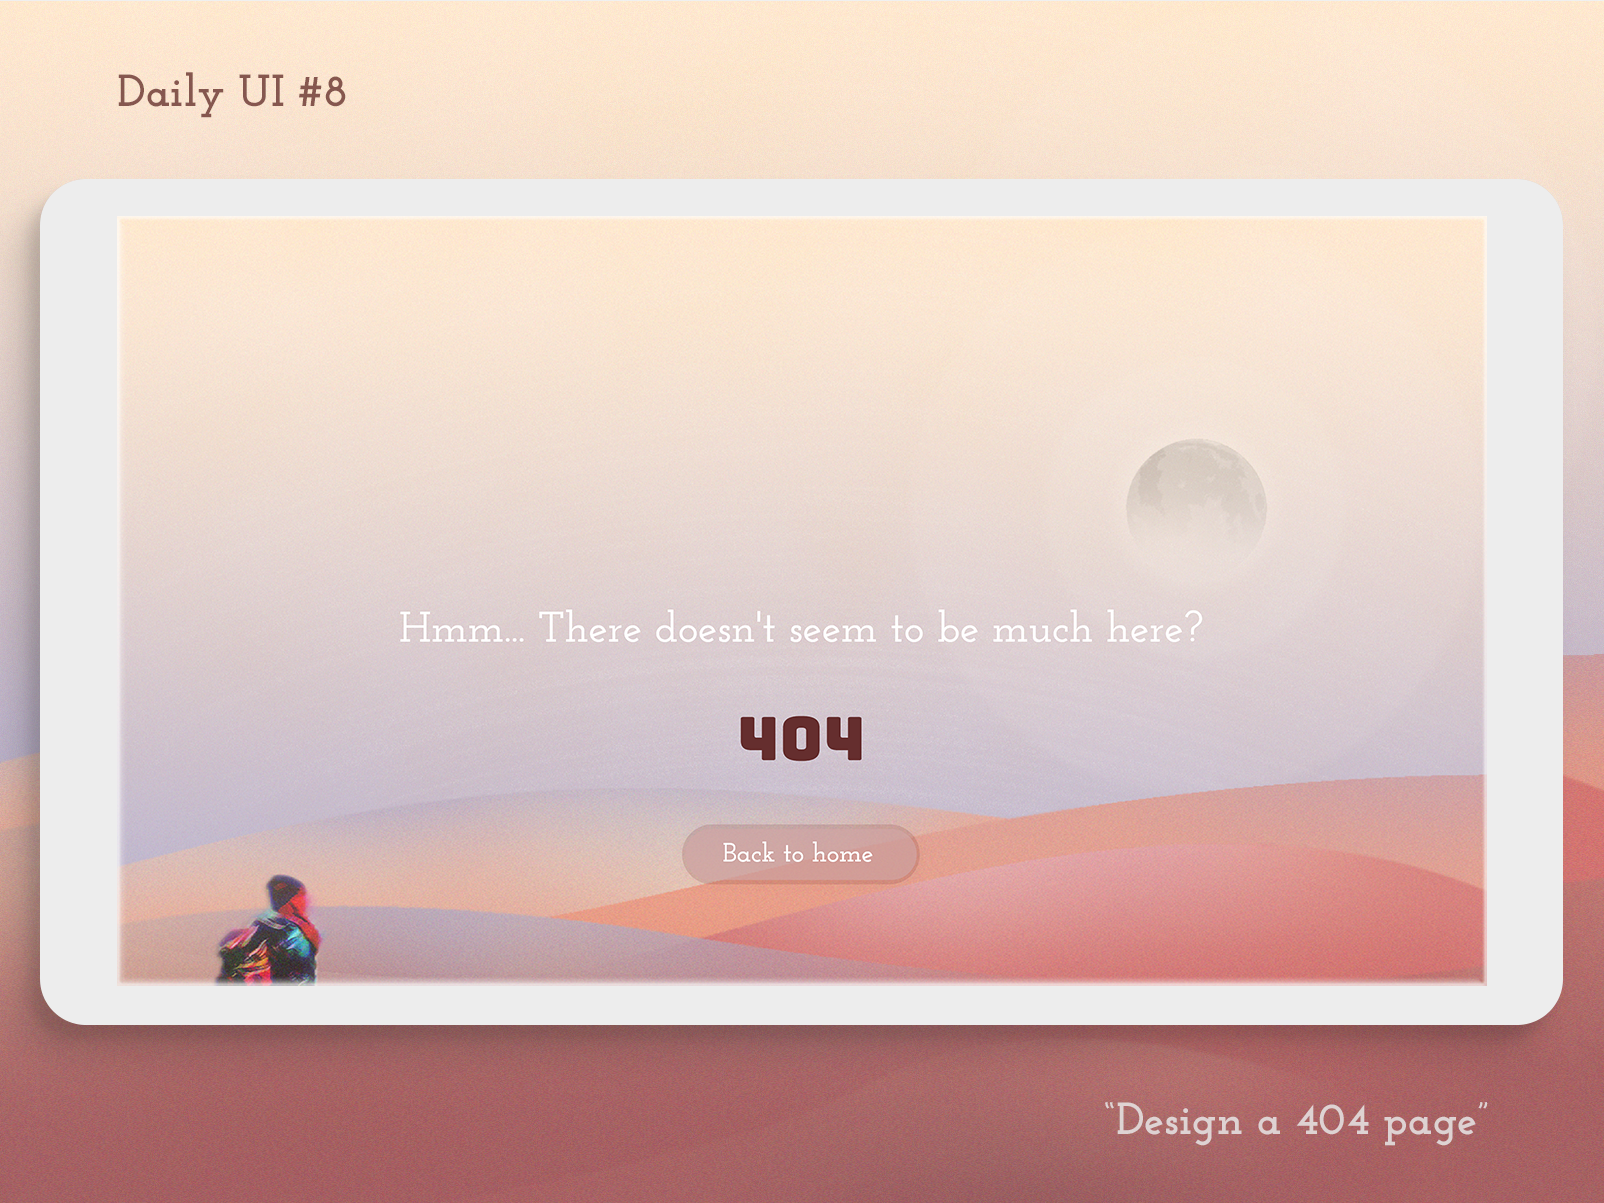 Daily UI #8
Hmm... There doesn't seem to be much here?
404
Back to home
“Design a 404 page”